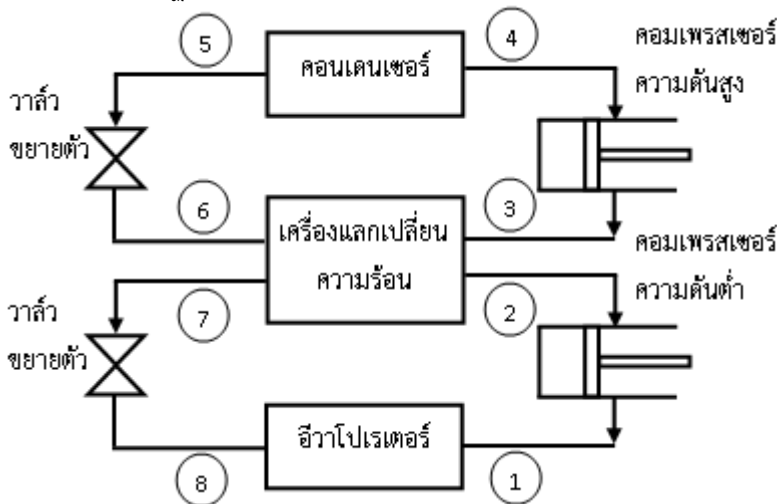 5
4
คอนเดนเซอร์
คอมเพรสเซอร์
ความดันสูง
วาล์ว
ขยายตัว
6
3
เครื่องแลกเปลี่ยน
ความร้อน
คอมเพรสเซอร์
ความดันต่ำ
7
2
วาล์ว
ขยายตัว
อีวาโปเรเตอร์
8
1